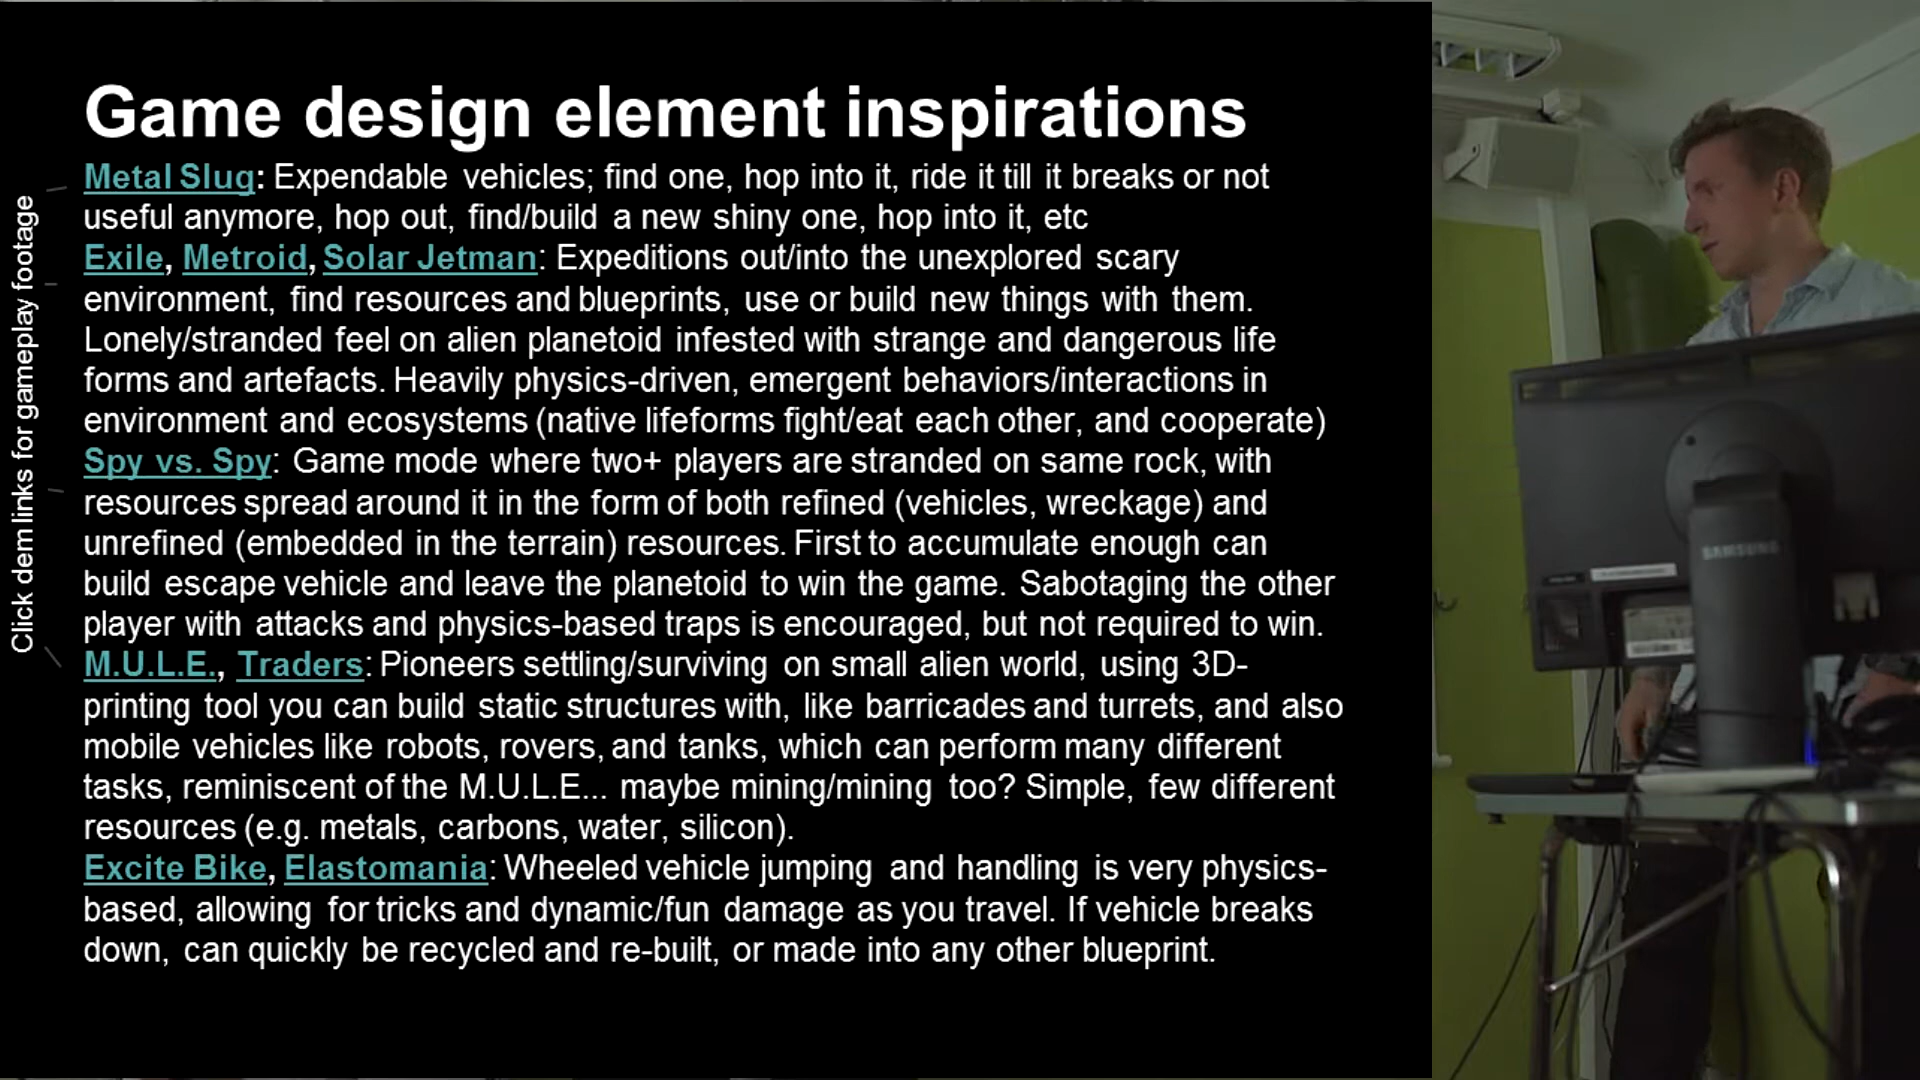 Game design element inspirations
Metal Slug: Expendable vehicles; find one, hop into it, ride it till it breaks or not
useful anymore, hop out, find/build a new shiny one, hop into it, etc
Exile, Metroid, Solar Jetman: Expeditions out/into the unexplored scary
environment, find resources and blueprints, use or build new things with them.
Lonely/stranded feel on alien planetoid infested with strange and dangerous life
forms and artefacts. Heavily physics-driven, emergent behaviors/interactions in
environment and ecosystems (native lifeforms fight/eat each other, and cooperate)
Spy vs. Spy: Game mode where two+ players are stranded on same rock, with
resources spread around it in the form of both refined (vehicles, wreckage) and
unrefined (embedded in the terrain) resources. First to accumulate enough can
build escape vehicle and leave the planetoid to win the game. Sabotaging the other
player with attacks and physics-based traps is encouraged, but not required to win.
M.U.L.E., Traders: Pioneers settling/surviving on small alien world, using 3D-
printing tool you can build static structures with, like barricades and turrets, and also
mobile vehicles like robots, rovers, and tanks, which can perform many different
tasks, reminiscent of the M.U.L.E... maybe mining/mining too? Simple, few different
resources (e.g. metals, carbons, water, silicon).
Excite Bike, Elastomania: Wheeled vehicle jumping and handling is very physics-
based, allowing for tricks and dynamic/fun damage as you travel. If vehicle breaks
down, can quickly be recycled and re-built, or made into any other blueprint.
Click dem links for gameplay footage
SAMSUNG